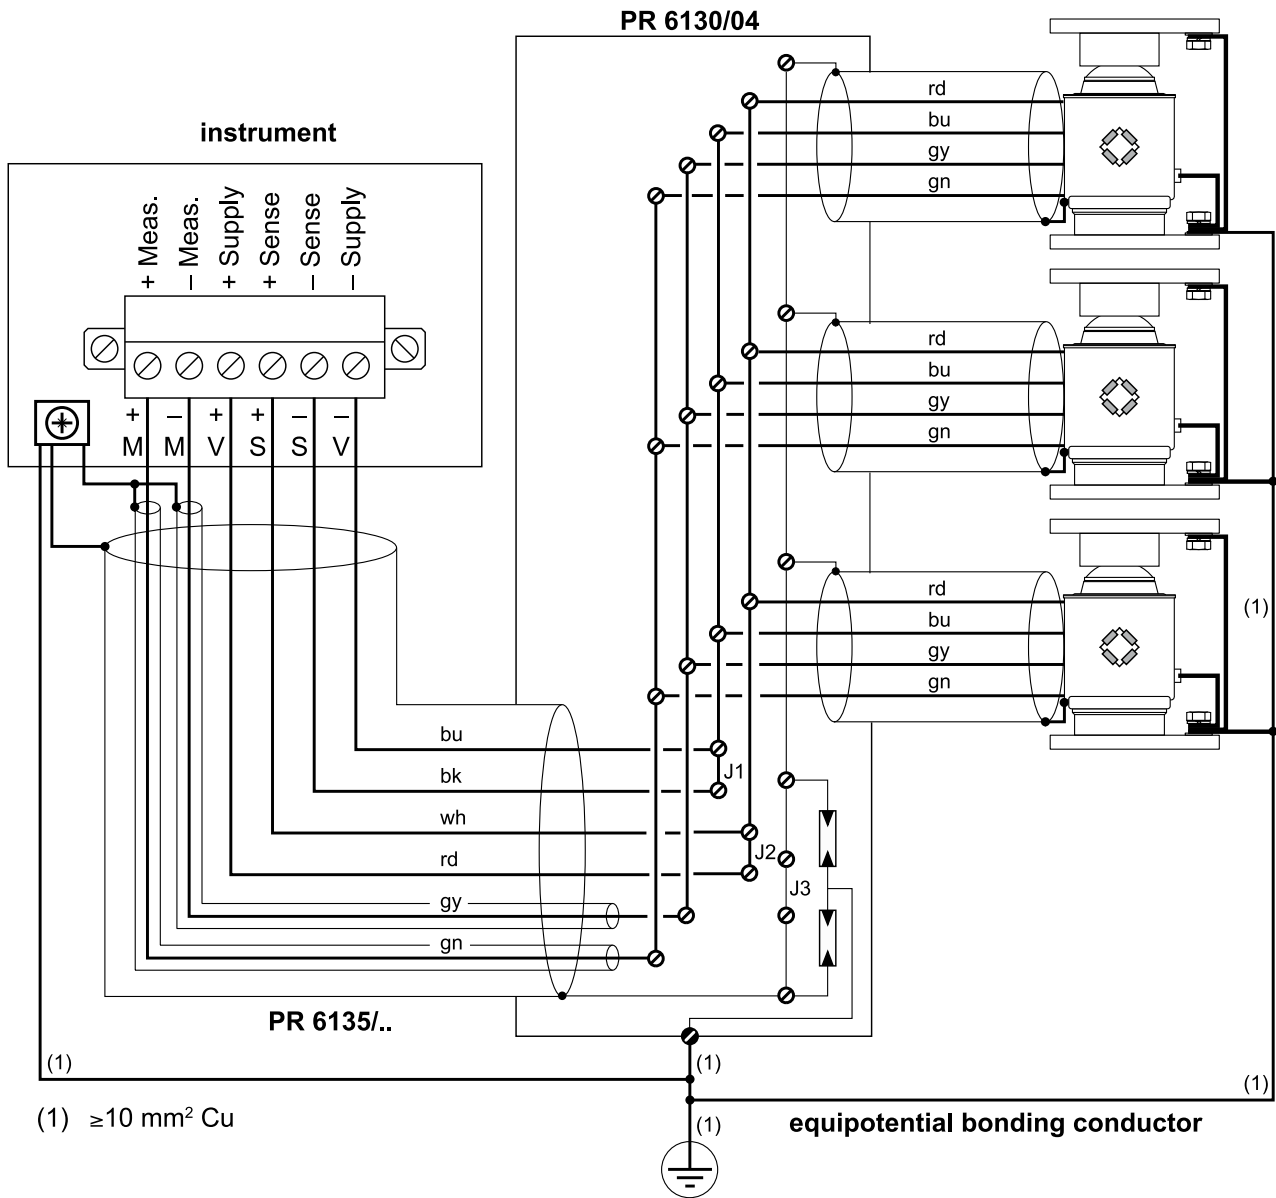 PR 6130/04
instrument
+ Meas.
– Meas.
+ Supply
+ Sense
– Sense
– Supply
+ – + + – –
M M V S S V
rd
bu
gy
gn
rd
bu
gy
gn
rd
bu
gy
gn
(1)
bu
J1
bk
wh
J2
rd
J3
gy
gn
PR 6135/..
(1)
(1)
(1)
(1) ≥10 mm² Cu
(1)
equipotential bonding conductor